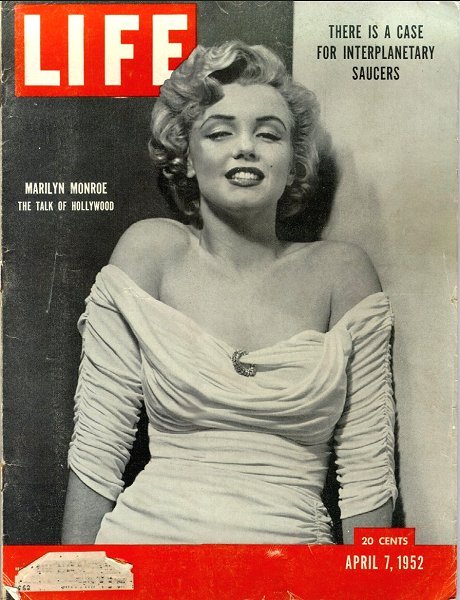 LIFE
THERE IS A CASE
FOR INTERPLANETARY
SAUCERS
MARILYN MONROE
THE TALK OF HOLLYWOOD
20 CENTS
APRIL 7, 1952